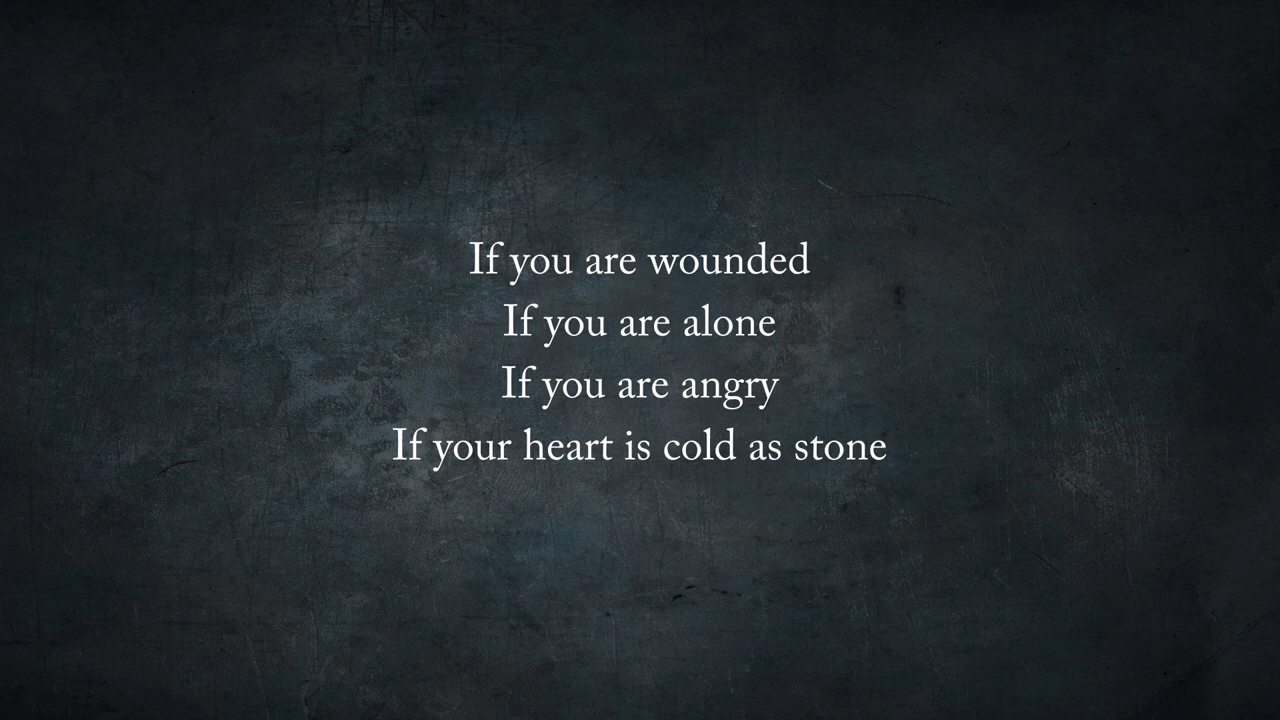 If you are wounded
If you are alone
If you are angry
If your heart is cold as stone